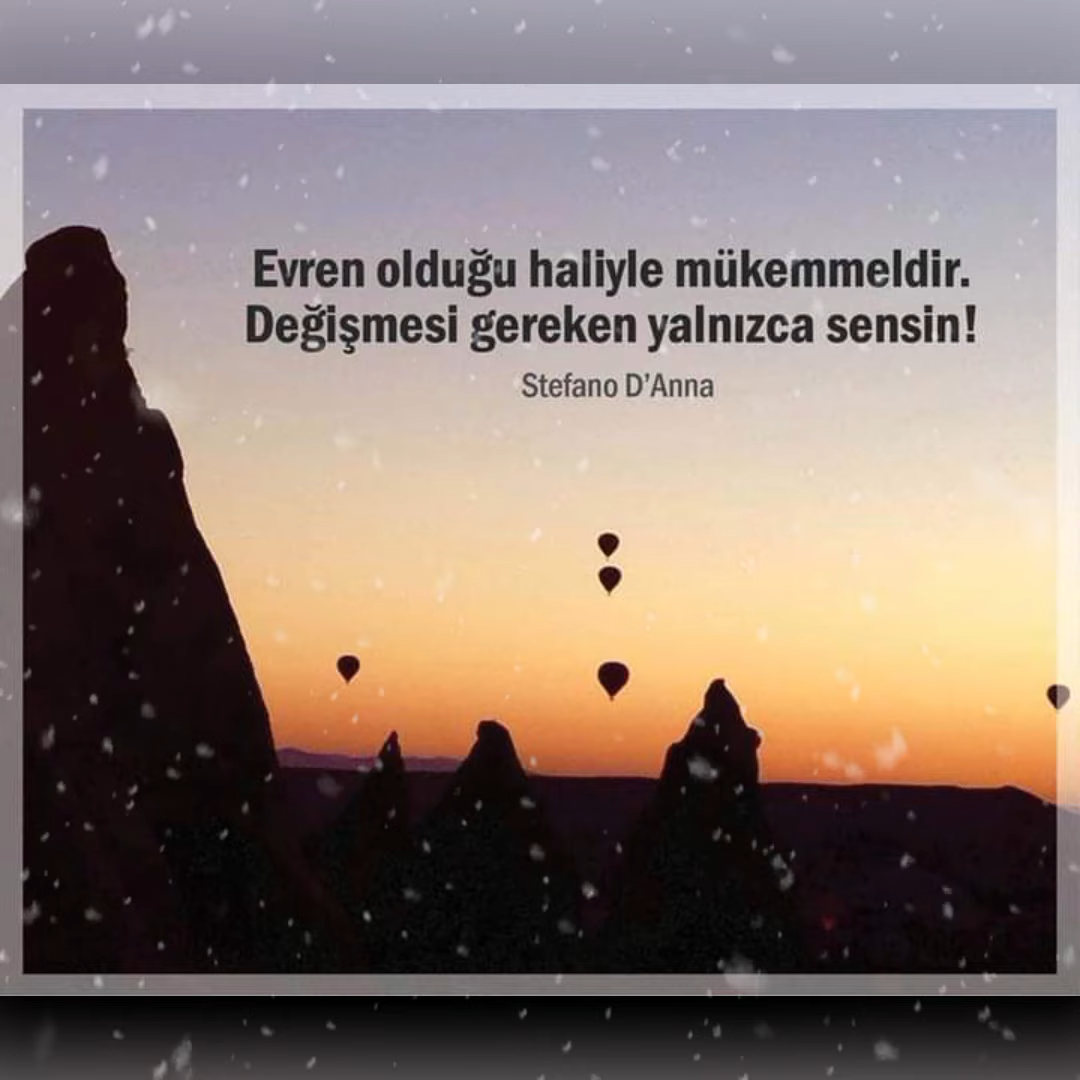 Evren olduğu haliyle mükemmeldir.
Değişmesi gereken yalnızca sensin!
Stefano D’Anna